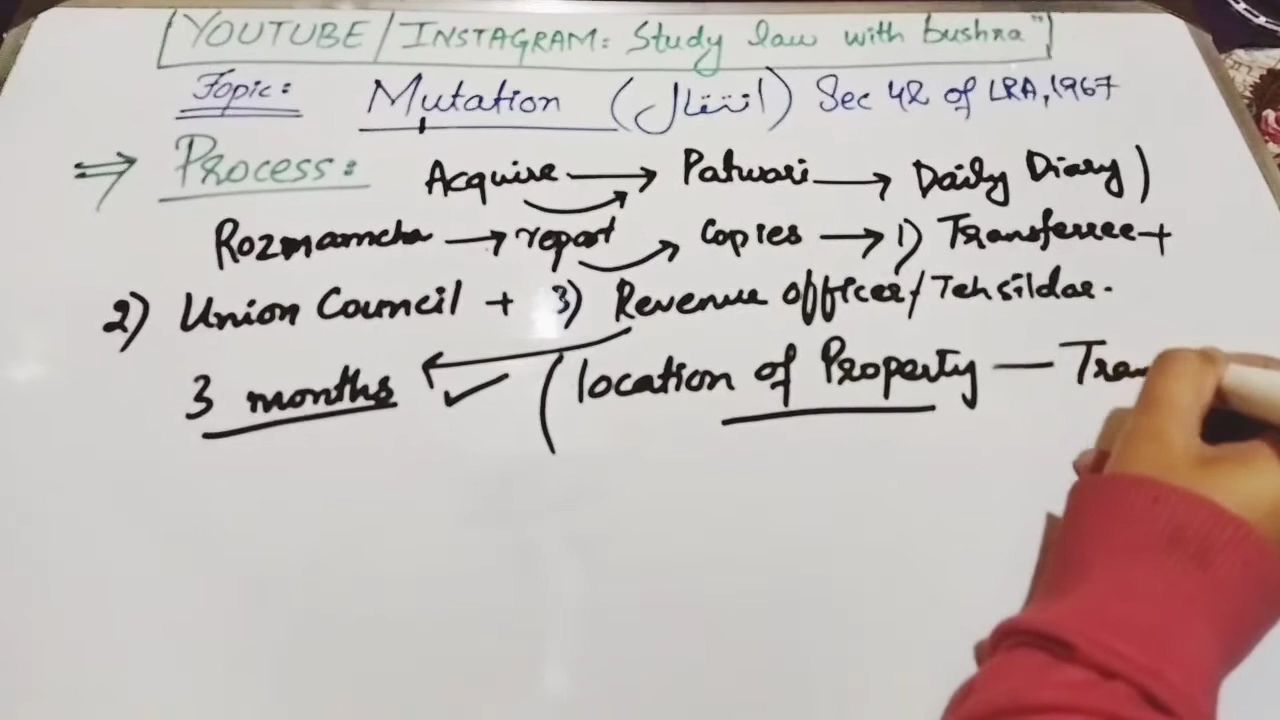 [YOUTUBE/INSTAGRAM: Study law with bushra"]
Topic: Mutation (انتقال) Sec 42 of LRA, 1967
⇒ Process: Acquire → Patwari → Daily Diary)
Rozmamcha → report → Copies → 1) Transferee +
2) Union Council + 3) Revenue Officer/Tehsildar.
3 months ← ✓ (location of Property — Tran